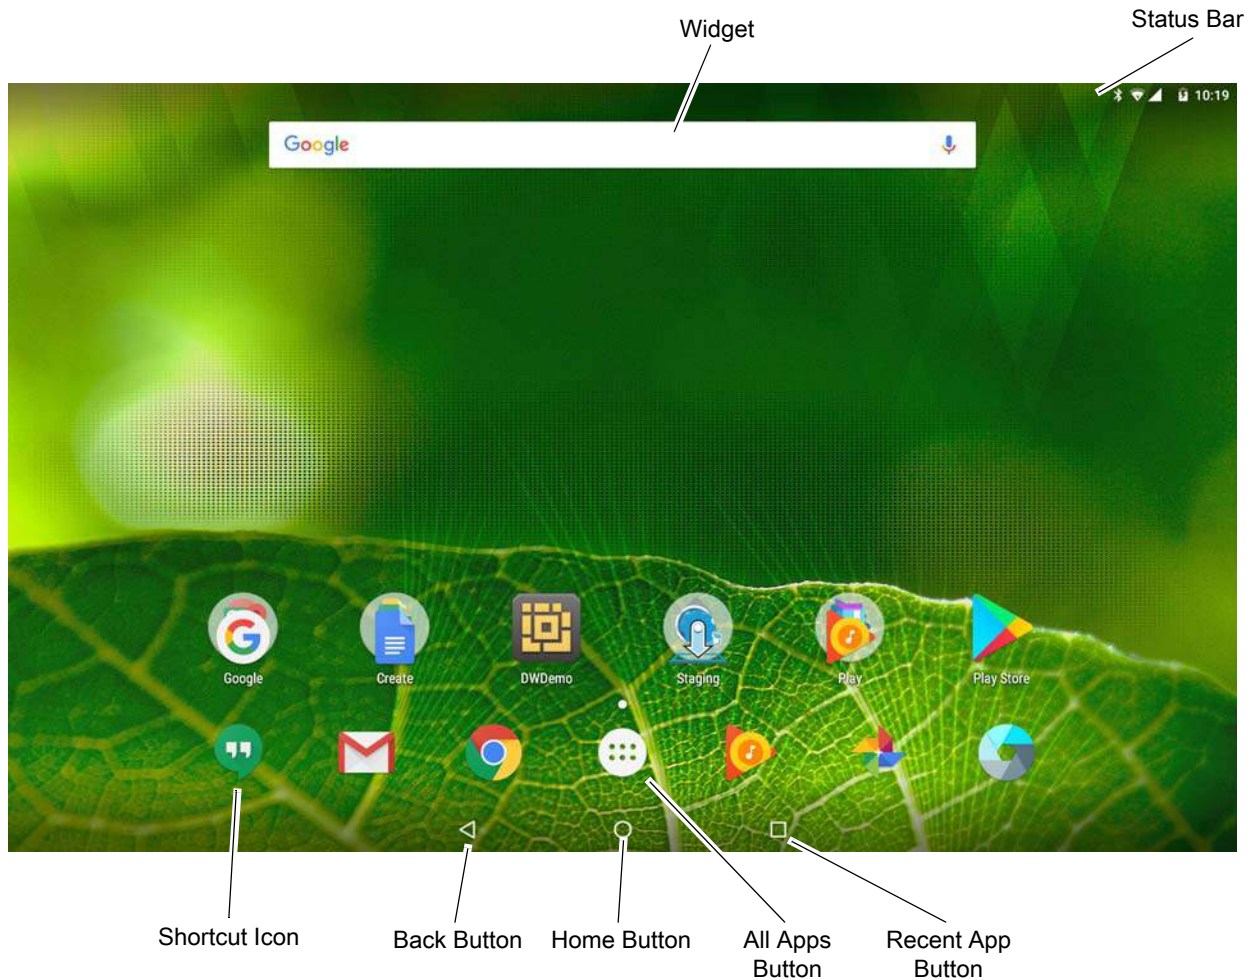 Status Bar
Widget
10:19
Google
Google
Create
DWDemo
Staging
Play
Play Store
Shortcut Icon
Back Button
Home Button
All Apps
Button
Recent App
Button